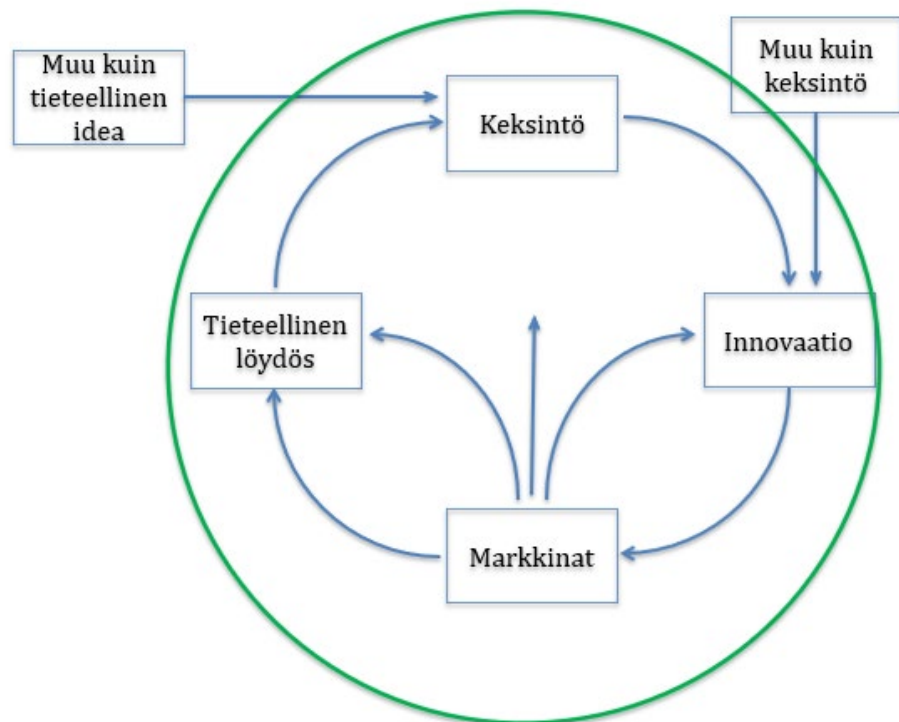 Muu kuin
tieteellinen
idea
Muu kuin
keksintö
Keksintö
Tieteellinen
löydös
Innovaatio
Markkinat